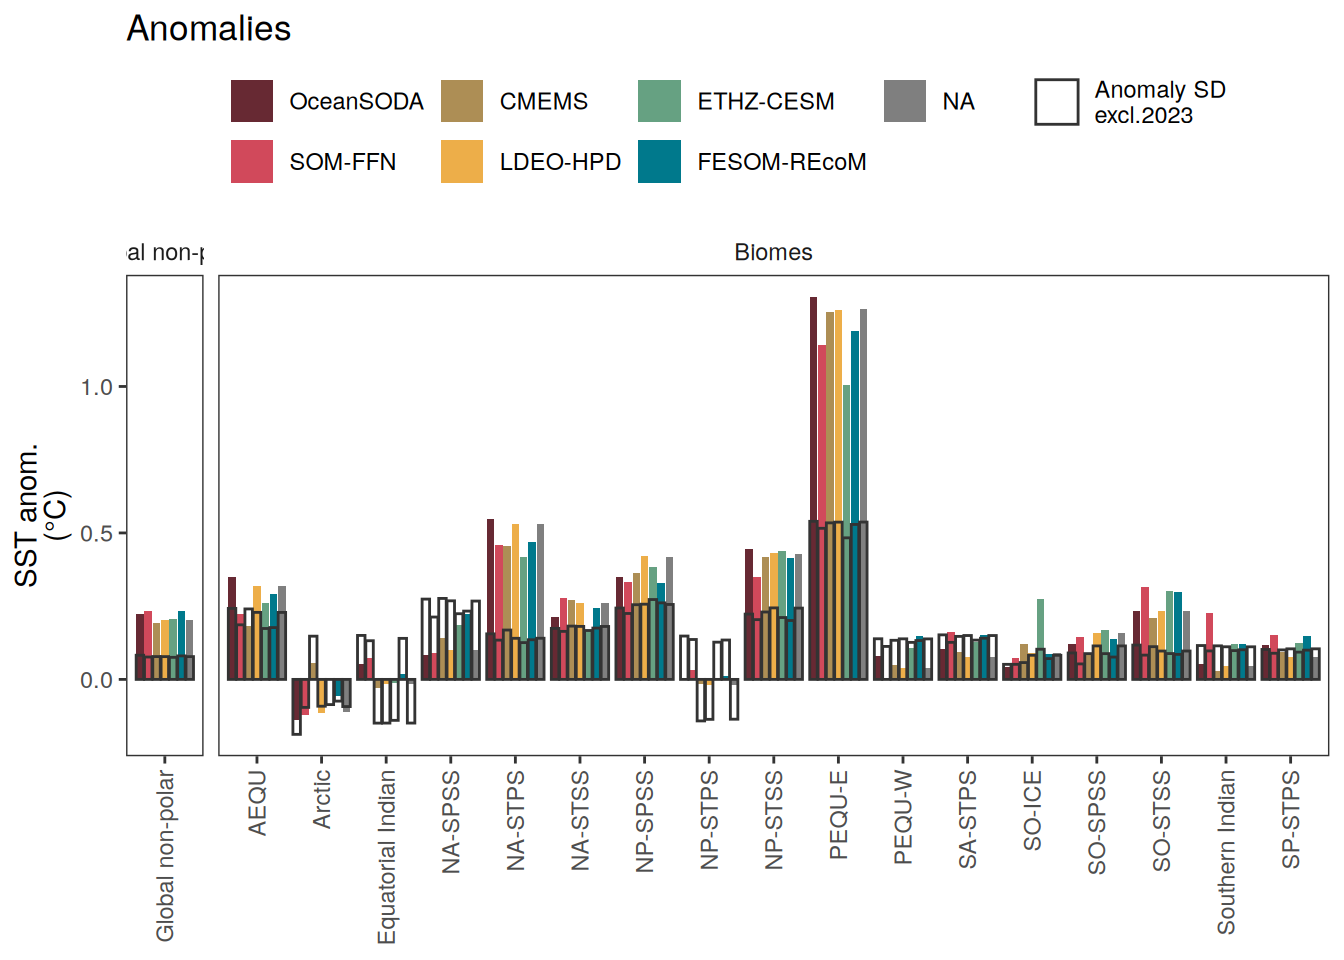 Anomalies
OceanSODA CMEMS ETHZ-CESM NA Anomaly SD
excl.2023
SOM-FFN LDEO-HPD FESOM-REcoM
al non-p Biomes
1.0
0.5
0.0
SST anom.
(°C)
Global non-polar
AEQU
Arctic
Equatorial Indian
NA-SPSS
NA-STPS
NA-STSS
NP-SPSS
NP-STPS
NP-STSS
PEQU-E
PEQU-W
SA-STPS
SO-ICE
SO-SPSS
SO-STSS
Southern Indian
SP-STPS